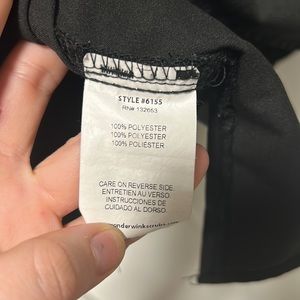 STYLE #6155
RN# 132663
100% POLYESTER
100% POLYESTER
100% POLIÉSTER
CARE ON REVERSE SIDE.
ENTRETIEN AU VERSO.
INSTRUCCIONES DE
CUIDADO AL DORSO.